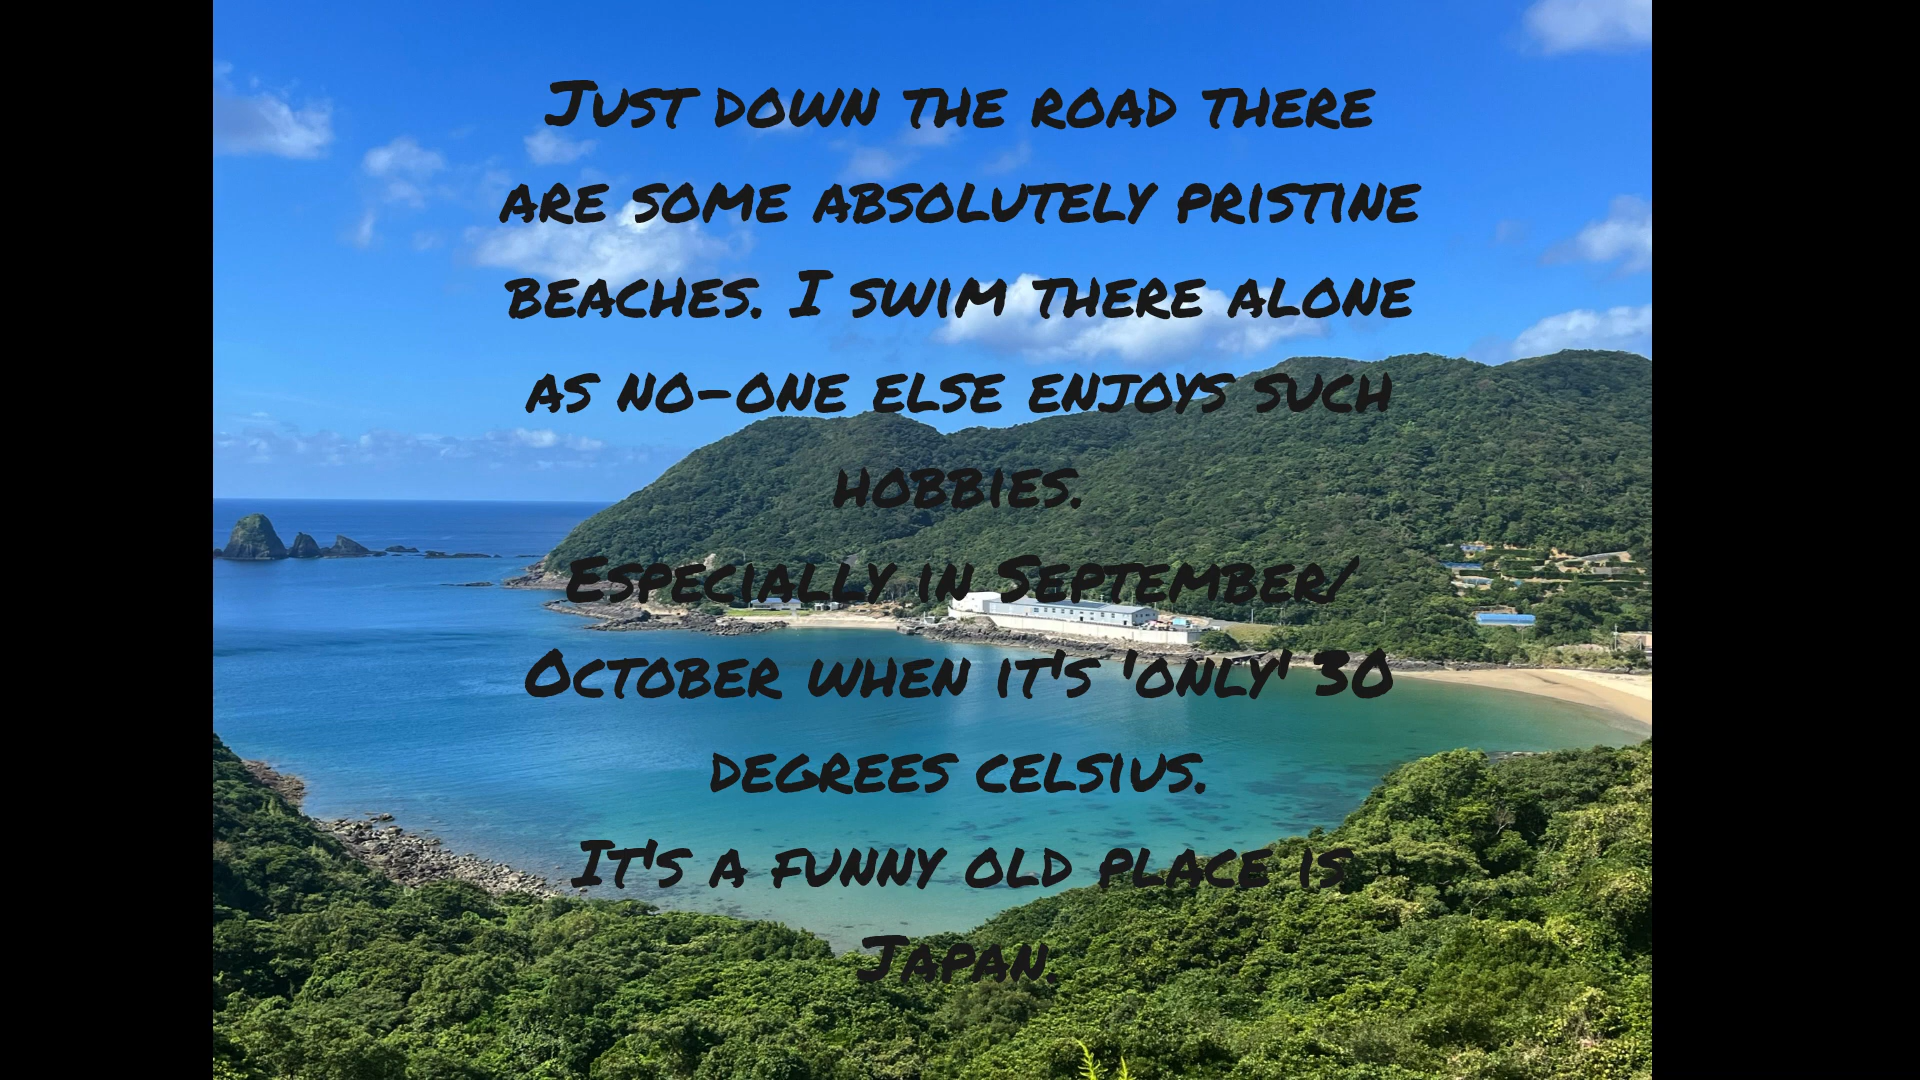 Just down the road there
are some absolutely pristine
beaches. I swim there alone
as no-one else enjoys such
hobbies.
Especially in September/
October when it's 'only' 30
degrees celsius.
It's a funny old place is
Japan.